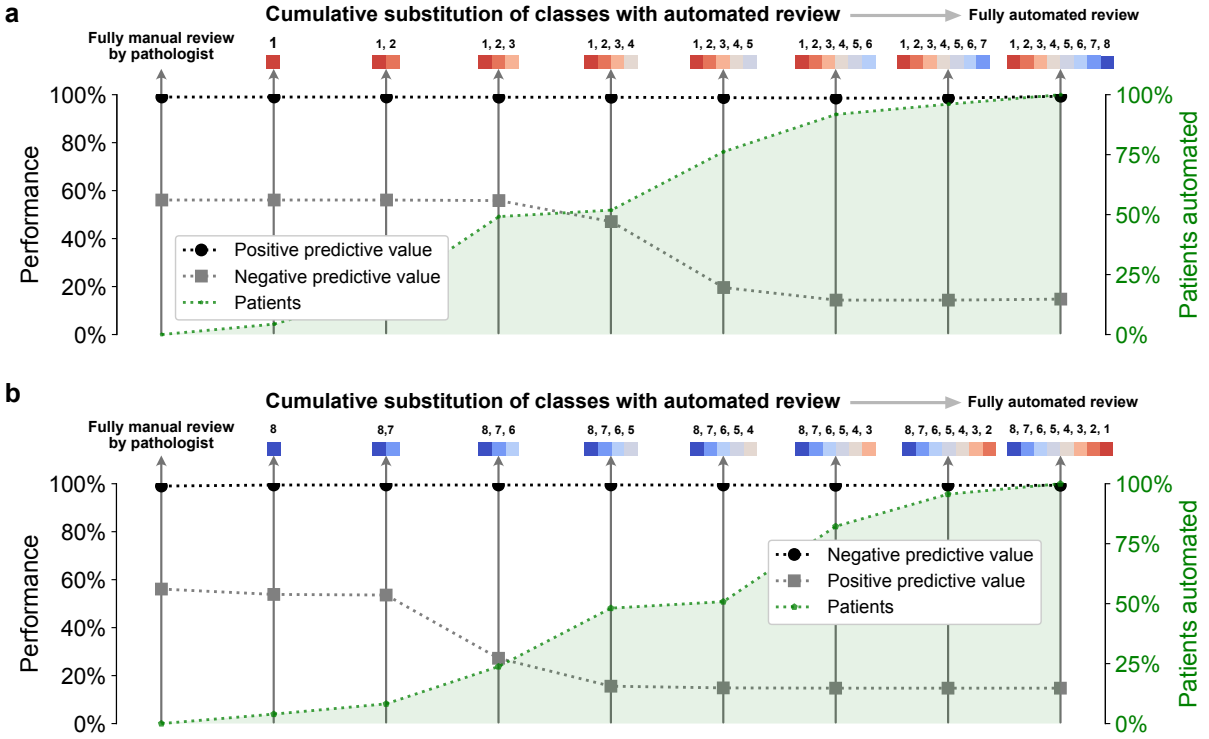 a
Cumulative substitution of classes with automated review
Fully automated review
Fully manual review
by pathologist
1
1, 2
1, 2, 3
1, 2, 3, 4
1, 2, 3, 4, 5
1, 2, 3, 4, 5, 6
1, 2, 3, 4, 5, 6, 7
1, 2, 3, 4, 5, 6, 7, 8
Performance
100%
80%
60%
40%
20%
0%
Positive predictive value
Negative predictive value
Patients
100%
75%
50%
25%
0%
Patients automated
b
Cumulative substitution of classes with automated review
Fully automated review
Fully manual review
by pathologist
8
8,7
8, 7, 6
8, 7, 6, 5
8, 7, 6, 5, 4
8, 7, 6, 5, 4, 3
8, 7, 6, 5, 4, 3, 2
8, 7, 6, 5, 4, 3, 2, 1
Performance
100%
80%
60%
40%
20%
0%
Negative predictive value
Positive predictive value
Patients
100%
75%
50%
25%
0%
Patients automated